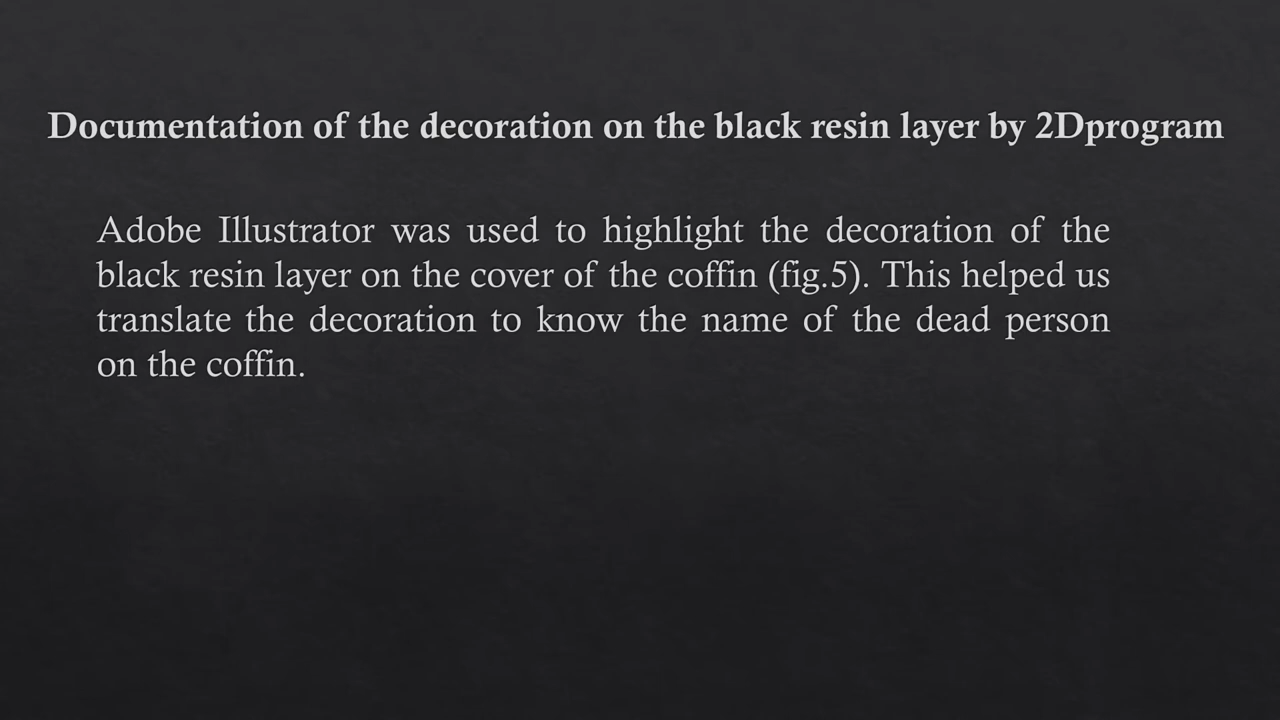 Documentation of the decoration on the black resin layer by 2Dprogram
Adobe Illustrator was used to highlight the decoration of the
black resin layer on the cover of the coffin (fig.5). This helped us
translate the decoration to know the name of the dead person
on the coffin.